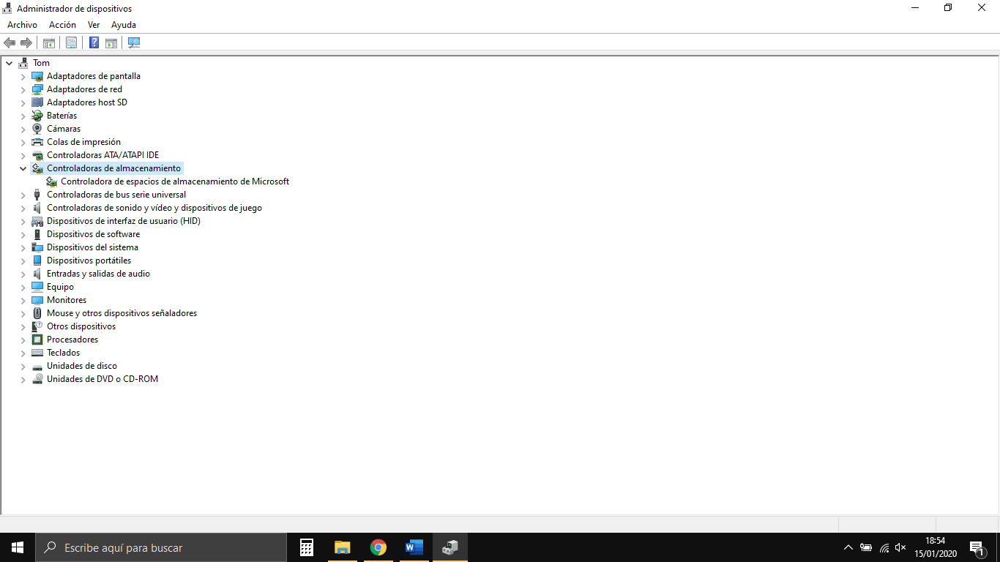 Administrador de dispositivos
Archivo Acción Ver Ayuda
Tom
Adaptadores de pantalla
Adaptadores de red
Adaptadores host SD
Baterías
Cámaras
Colas de impresión
Controladoras ATA/ATAPI IDE
Controladoras de almacenamiento
Controladora de espacios de almacenamiento de Microsoft
Controladoras de bus serie universal
Controladoras de sonido y vídeo y dispositivos de juego
Dispositivos de interfaz de usuario (HID)
Dispositivos de software
Dispositivos del sistema
Dispositivos portátiles
Entradas y salidas de audio
Equipo
Monitores
Mouse y otros dispositivos señaladores
Otros dispositivos
Procesadores
Teclados
Unidades de disco
Unidades de DVD o CD-ROM
Escribe aquí para buscar
18:54
15/01/2020
1